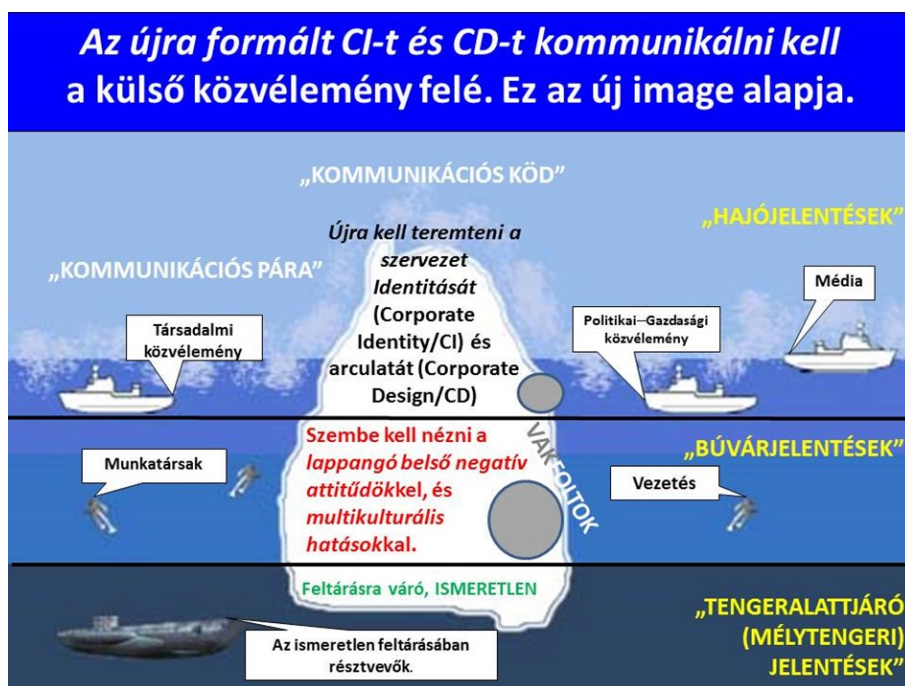 Az újra formált CI-t és CD-t kommunikálni kell
a külső közvélemény felé. Ez az új image alapja.
„KOMMUNIKÁCIÓS KÖD”
„HAJÓJELENTÉSEK”
„KOMMUNIKÁCIÓS PÁRA”
Újra kell teremteni a
szervezet
Identitását
(Corporate
Identity/CI) és
arculatát (Corporate
Design/CD)
Média
Társadalmi
közvélemény
Politikai–Gazdasági
közvélemény
Szembe kell nézni a
lappangó belső negatív
attitűdökkel, és
multikulturális
hatásokkal.
VAKFOLTOK
„BÚVÁRJELENTÉSEK”
Munkatársak
Vezetés
Feltárásra váró, ISMERETLEN
„TENGERALATTJÁRÓ
(MÉLYTENGERI)
JELENTÉSEK”
Az ismeretlen feltárásában
résztvevők.